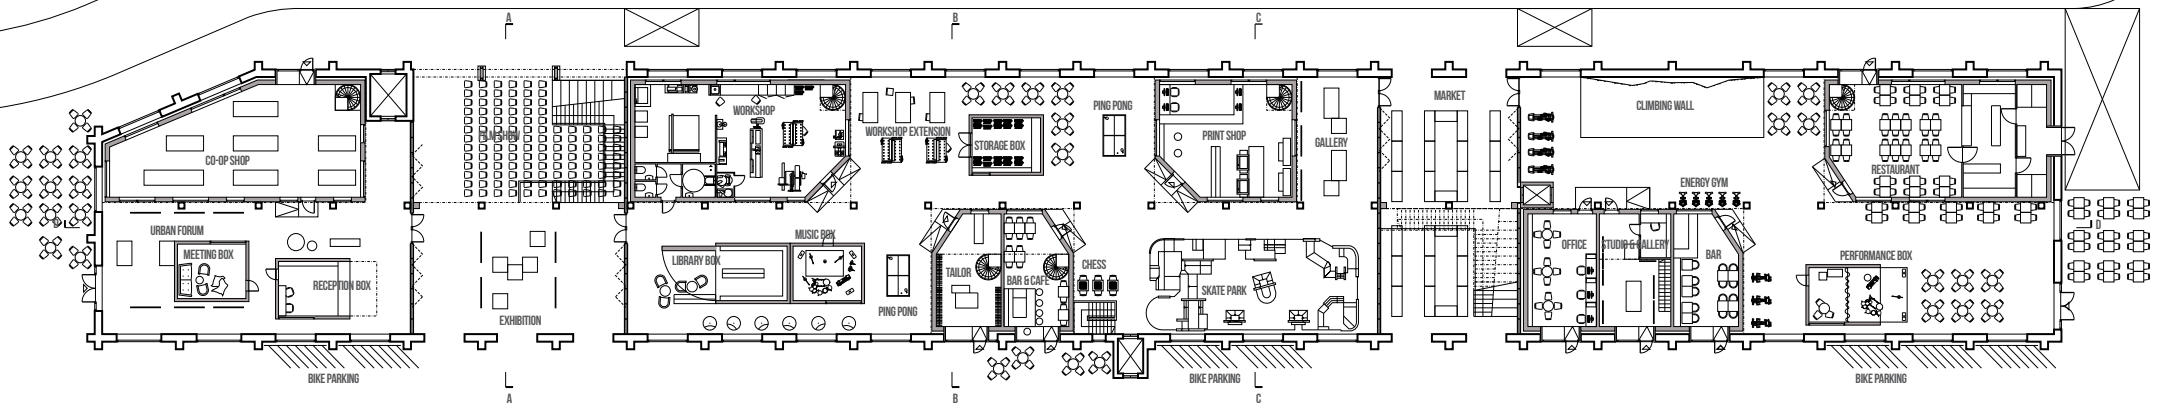 A
B
C
MARKET
CLIMBING WALL
PING PONG
WORKSHOP
FILM SHOW
WORKSHOP EXTENSION
PRINT SHOP
GALLERY
STORAGE BOX
CO-OP SHOP
RESTAURANT
ENERGY GYM
URBAN FORUM
MUSIC BOX
D
D
MEETING BOX
LIBRARY BOX
OFFICE
STUDIO & GALLERY
BAR
PERFORMANCE BOX
CHESS
TAILOR
BAR & CAFE
RECEPTION BOX
SKATE PARK
PING PONG
EXHIBITION
BIKE PARKING
BIKE PARKING
BIKE PARKING
A
B
C